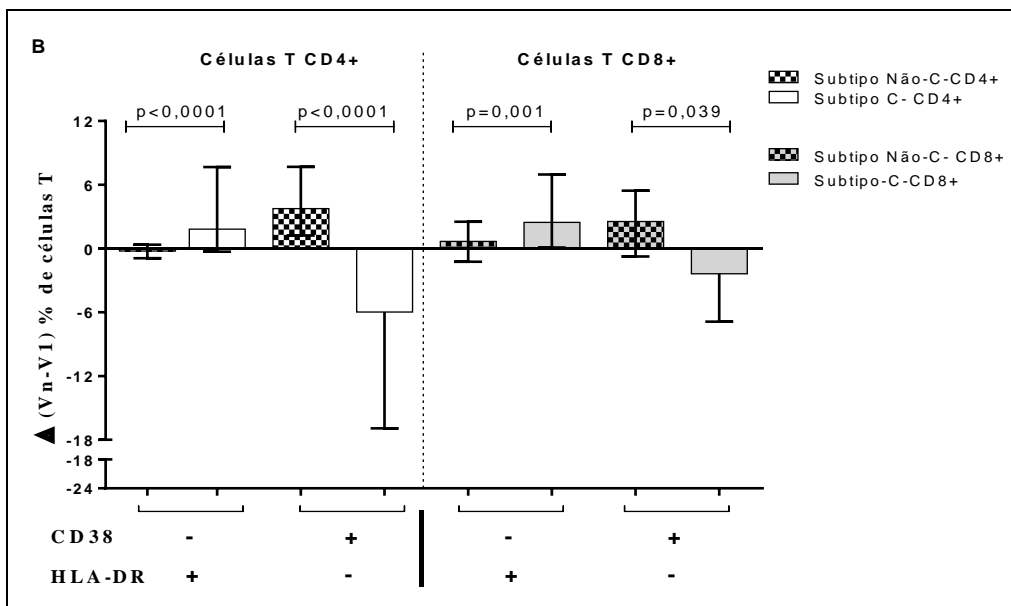 B
Células T CD4+ Células T CD8+
Subtipo Não-C-CD4+
Subtipo C- CD4+
Subtipo Não-C- CD8+
Subtipo-C-CD8+
p<0,0001 p<0,0001 p=0,001 p=0,039
▲ (Vn-V1) % de células T
12
6
0
-6
-12
-18
-18
-24
CD38 - + - +
HLA-DR + - + -